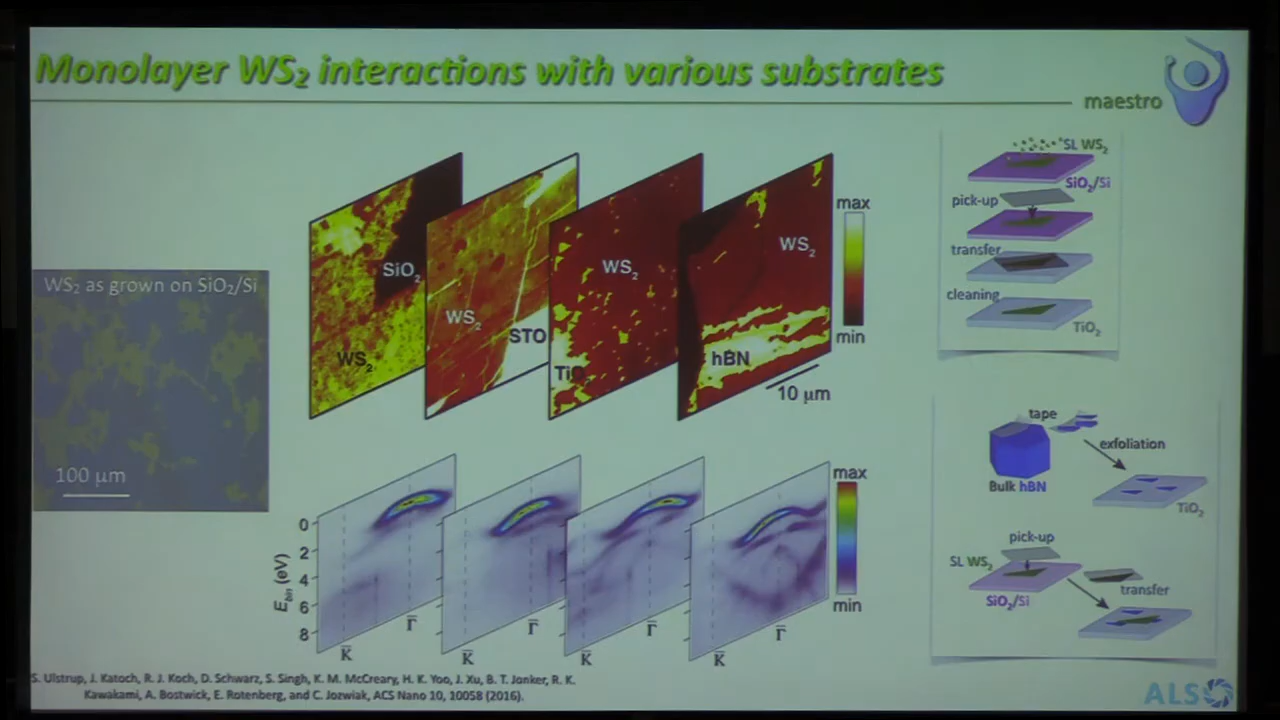 Monolayer WS₂ interactions with various substrates
maestro
WS₂ as grown on SiO₂/Si
100 µm
SiO₂
WS₂
WS₂
STO
WS₂
TiO₂
WS₂
hBN
10 µm
max
min
SL WS₂
SiO₂/Si
pick-up
transfer
cleaning
TiO₂
tape
exfoliation
Bulk hBN
TiO₂
pick-up
SL WS₂
transfer
SiO₂/Si
E_bin (eV)
0
2
4
6
8
K̅
Γ̅
K̅
Γ̅
K̅
Γ̅
K̅
Γ̅
max
min
S. Ulstrup, J. Katoch, R. J. Koch, D. Schwarz, S. Singh, K. M. McCreary, H. K. Yoo, J. Xu, B. T. Jonker, R. K.
Kawakami, A. Bostwick, E. Rotenberg, and C. Jozwiak, ACS Nano 10, 10058 (2016).
ALS